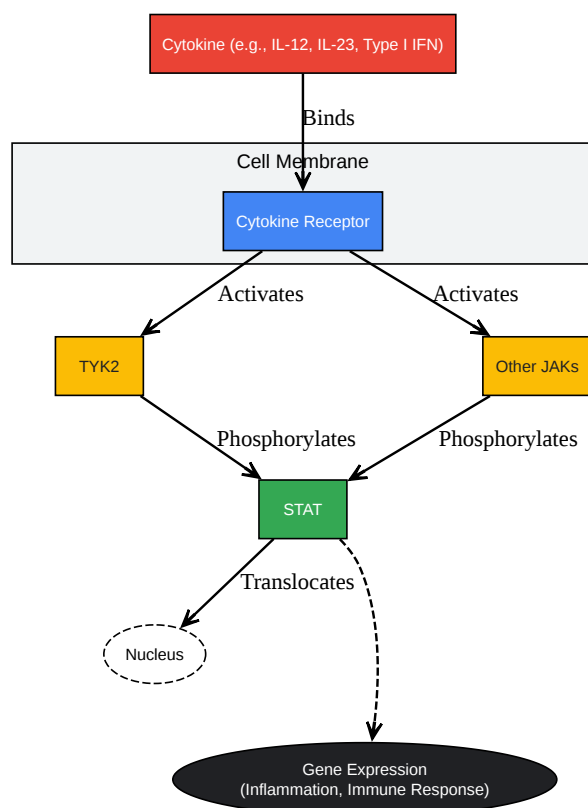 Cytokine (e.g., IL-12, IL-23, Type I IFN)
Binds
Cell Membrane
Cytokine Receptor
Activates
Activates
TYK2
Other JAKs
Phosphorylates
Phosphorylates
STAT
Translocates
Nucleus
Gene Expression
(Inflammation, Immune Response)